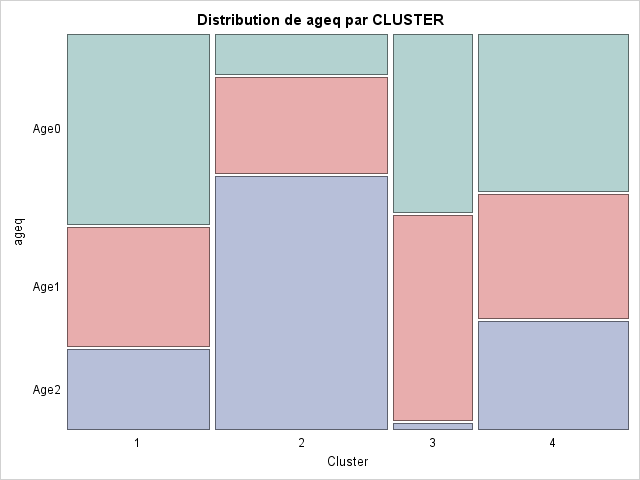 Distribution de ageq par CLUSTER
Age0
Age1
Age2
ageq
1 2 3 4
Cluster